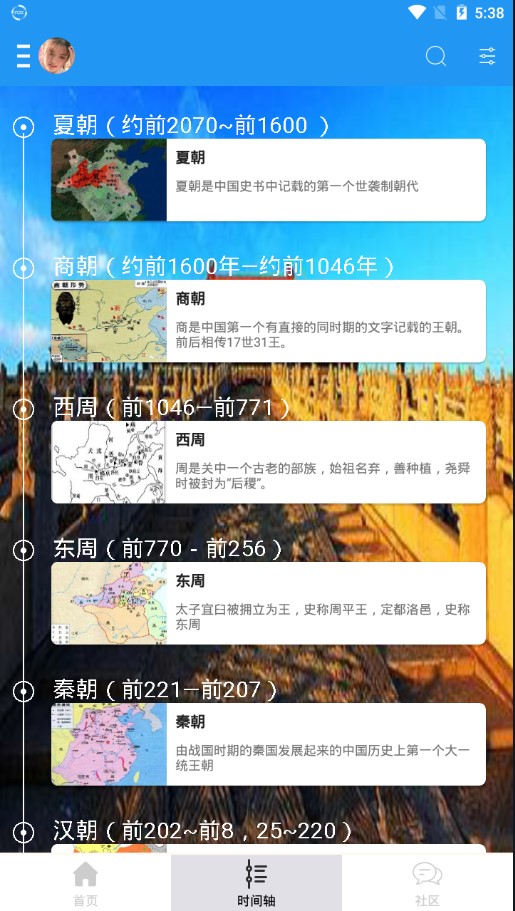 5:38
夏朝（约前2070~前1600 ）
夏朝
夏朝是中国史书中记载的第一个世袭制朝代
商朝（约前1600年—约前1046年）
商朝形势
商朝
商是中国第一个有直接的同时期的文字记载的王朝。
前后相传17世31王。
西周（前1046—前771）
西周
周是关中一个古老的部族，始祖名弃，善种植，尧舜
时被封为“后稷”。
东周（前770 - 前256）
东周
太子宜臼被拥立为王，史称周平王，定都洛邑，史称
东周
秦朝（前221—前207）
秦朝
由战国时期的秦国发展起来的中国历史上第一个大一
统王朝
汉朝（前202~前8，25~220）
首页
时间轴
社区